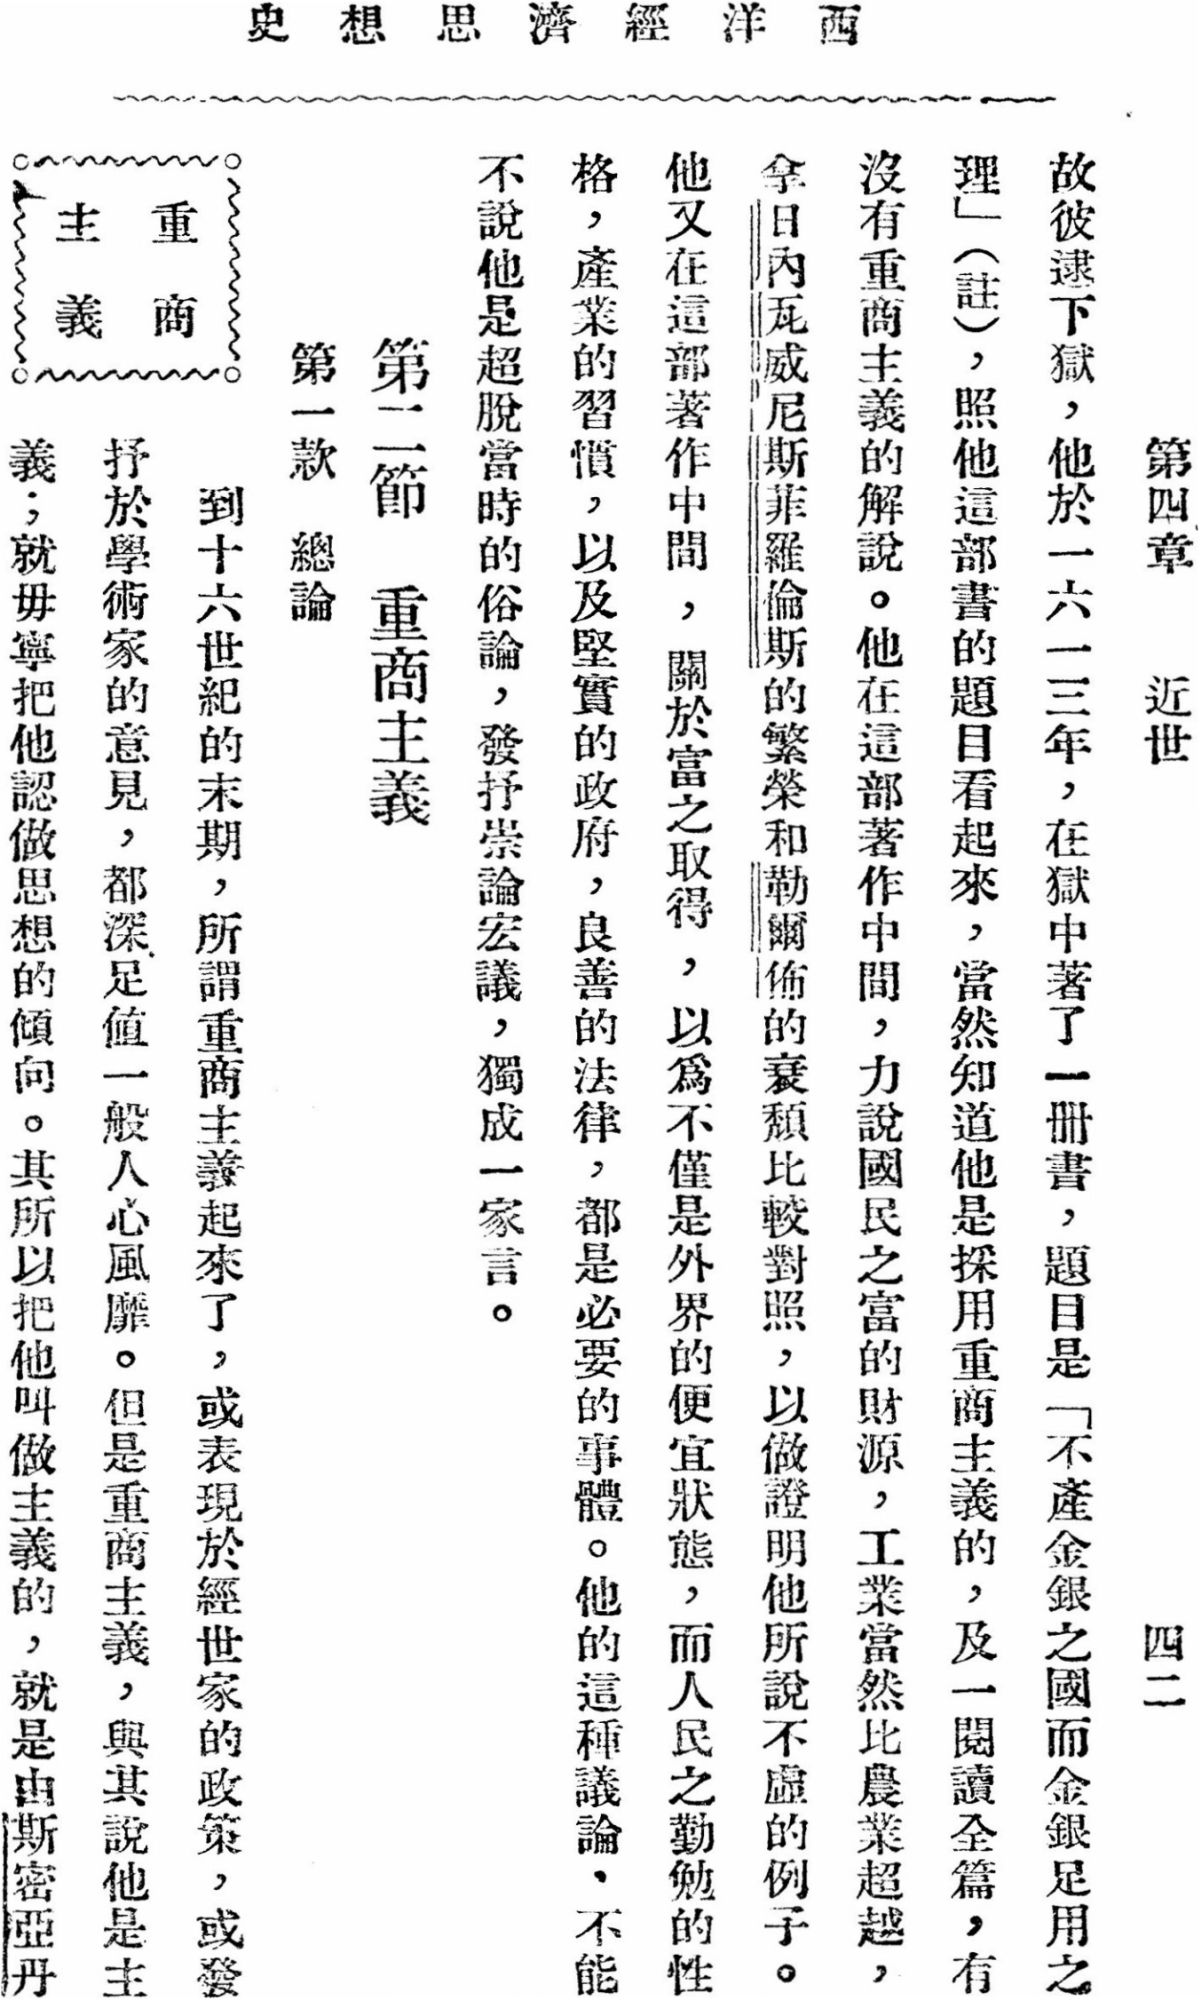 西洋經濟思想史
第四章 近世 四二
故彼逮下獄，他於一六一三年，在獄中著了一冊書，題目是「不產金銀之國而金銀足用之
理」（註），照他這部書的題目看起來，當然知道他是採用重商主義的，及一閱讀全篇，有
沒有重商主義的解說。他在這部著作中間，力說國民之富的財源，工業當然比農業超越，
拿日內瓦威尼斯菲羅倫斯的繁榮和勒爾佈的衰頹比較對照，以做證明他所說不虛的例子。
他又在這部著作中間，關於富之取得，以爲不僅是外界的便宜狀態，而人民之勤勉的性
格，產業的習慣，以及堅實的政府，良善的法律，都是必要的事體。他的這種議論，不能
不說他是超脫當時的俗論，發抒崇論宏議，獨成一家言。
第二節 重商主義
第一款 總論
重商
主義
到十六世紀的末期，所謂重商主義起來了，或表現於經世家的政策，或發
抒於學術家的意見，都深足值一般人心風靡。但是重商主義，與其說他是主
義；就毋寧把他認做思想的傾向。其所以把他叫做主義的，就是由斯密亞丹